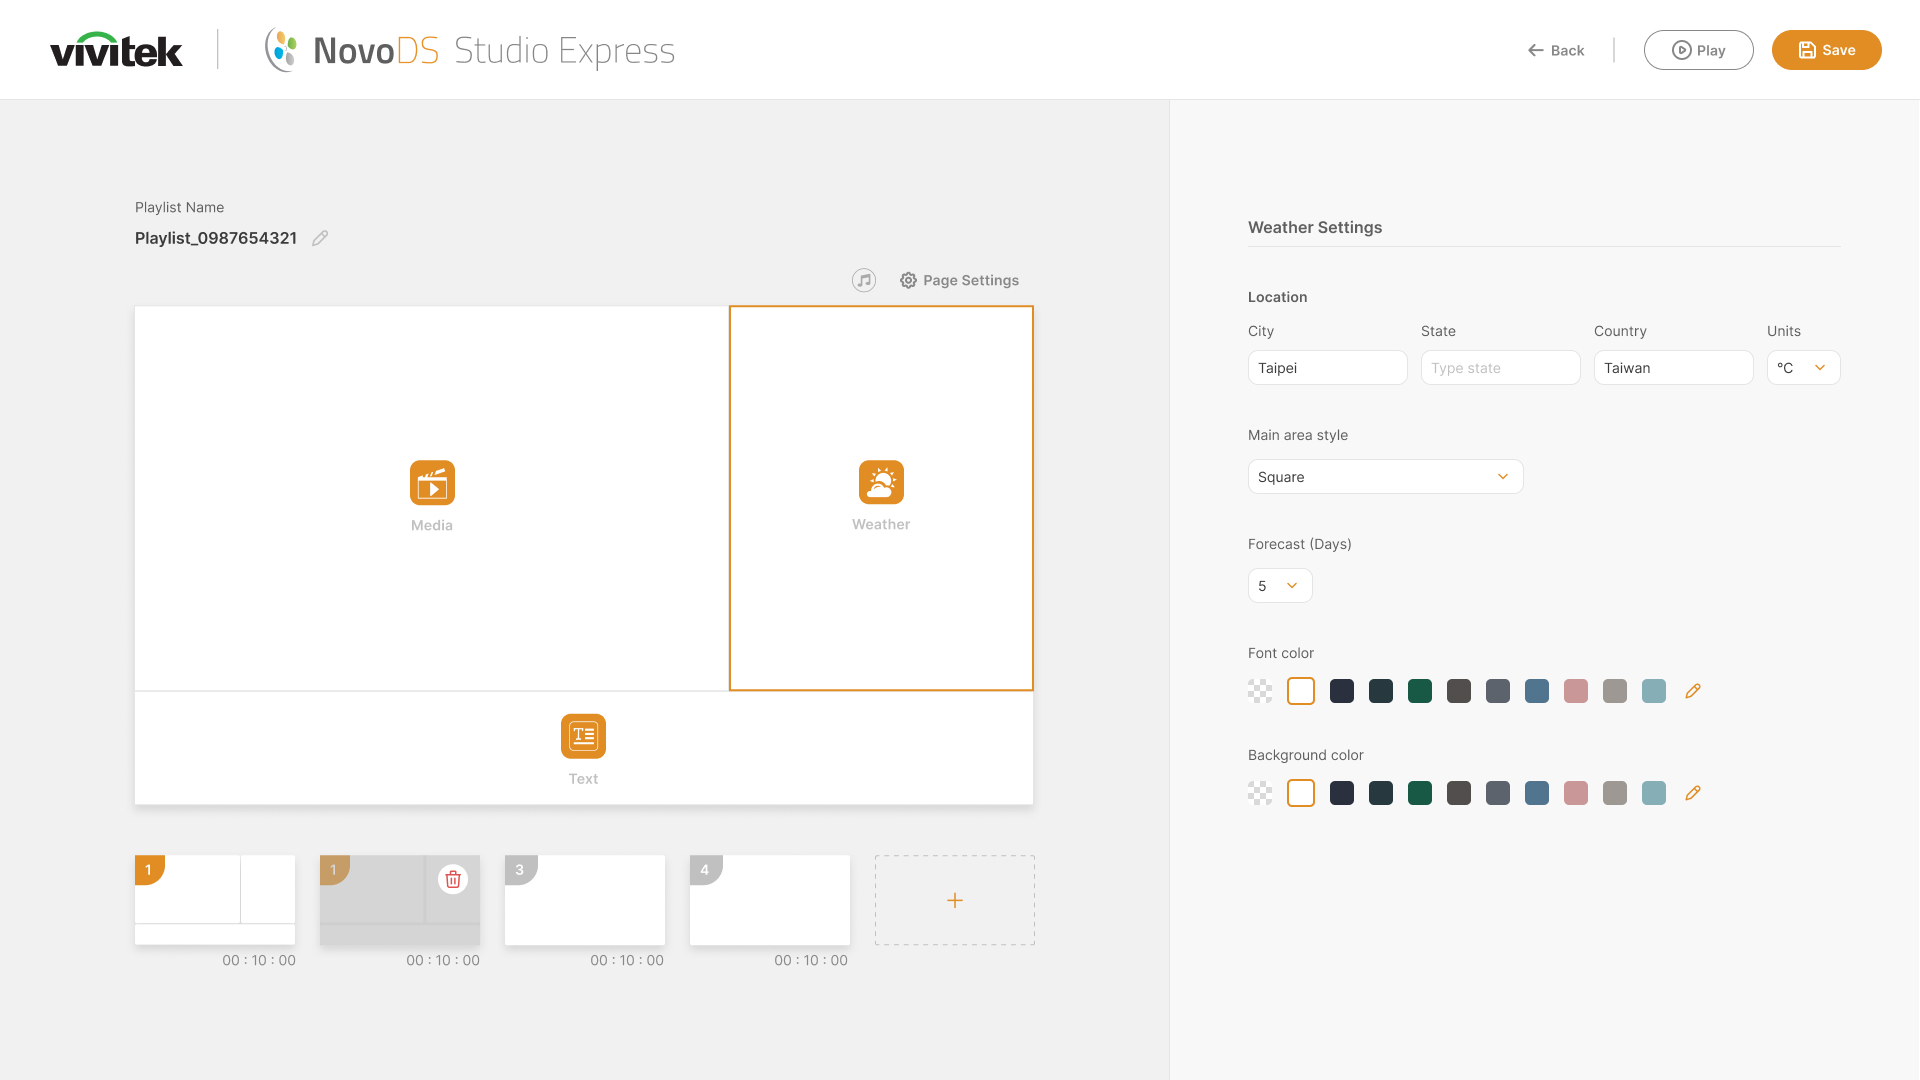 vivitek
NovoDS Studio Express
Back
Play
Save
Playlist Name
Playlist_0987654321
Page Settings
Media
Weather
T
Text
1
1
3
4
00 : 10 : 00
00 : 10 : 00
00 : 10 : 00
00 : 10 : 00
Weather Settings
Location
City
State
Country
Units
Taipei
Type state
Taiwan
°C
Main area style
Square
Forecast (Days)
5
Font color
Background color